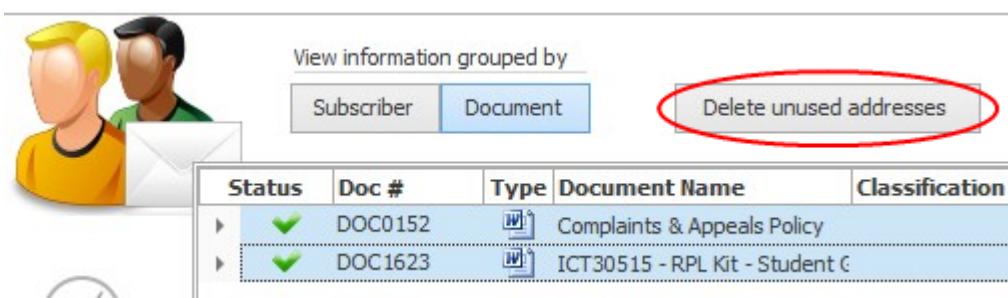 View information grouped by
Subscriber Document Delete unused addresses
Status Doc # Type Document Name Classification
DOC0152 Complaints & Appeals Policy
DOC1623 ICT30515 - RPL Kit - Student G